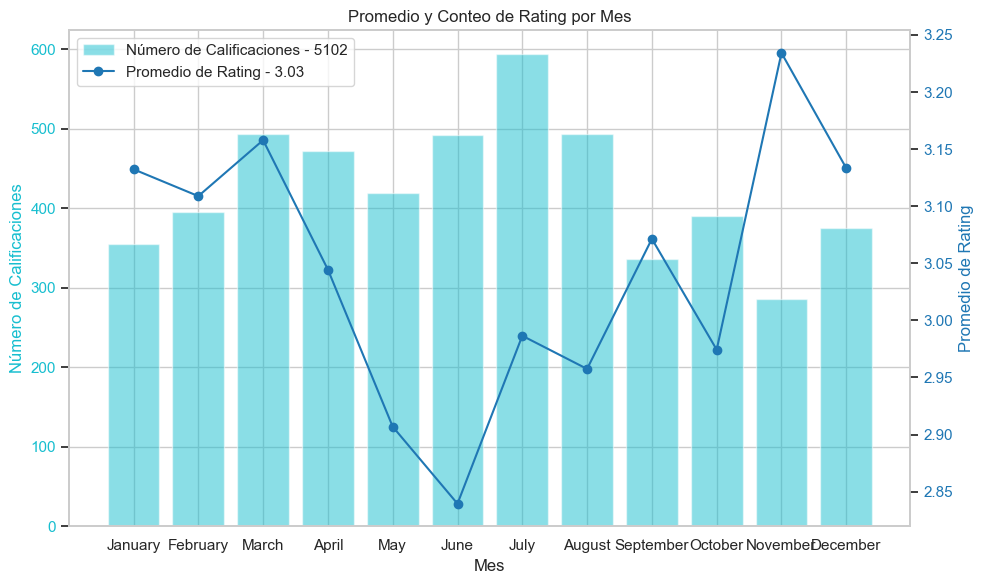 Promedio y Conteo de Rating por Mes
Número de Calificaciones - 5102
Promedio de Rating - 3.03
Número de Calificaciones
600
500
400
300
200
100
0
3.25
3.20
3.15
3.10
3.05
3.00
2.95
2.90
2.85
Promedio de Rating
January February March April May June July August September October November December
Mes